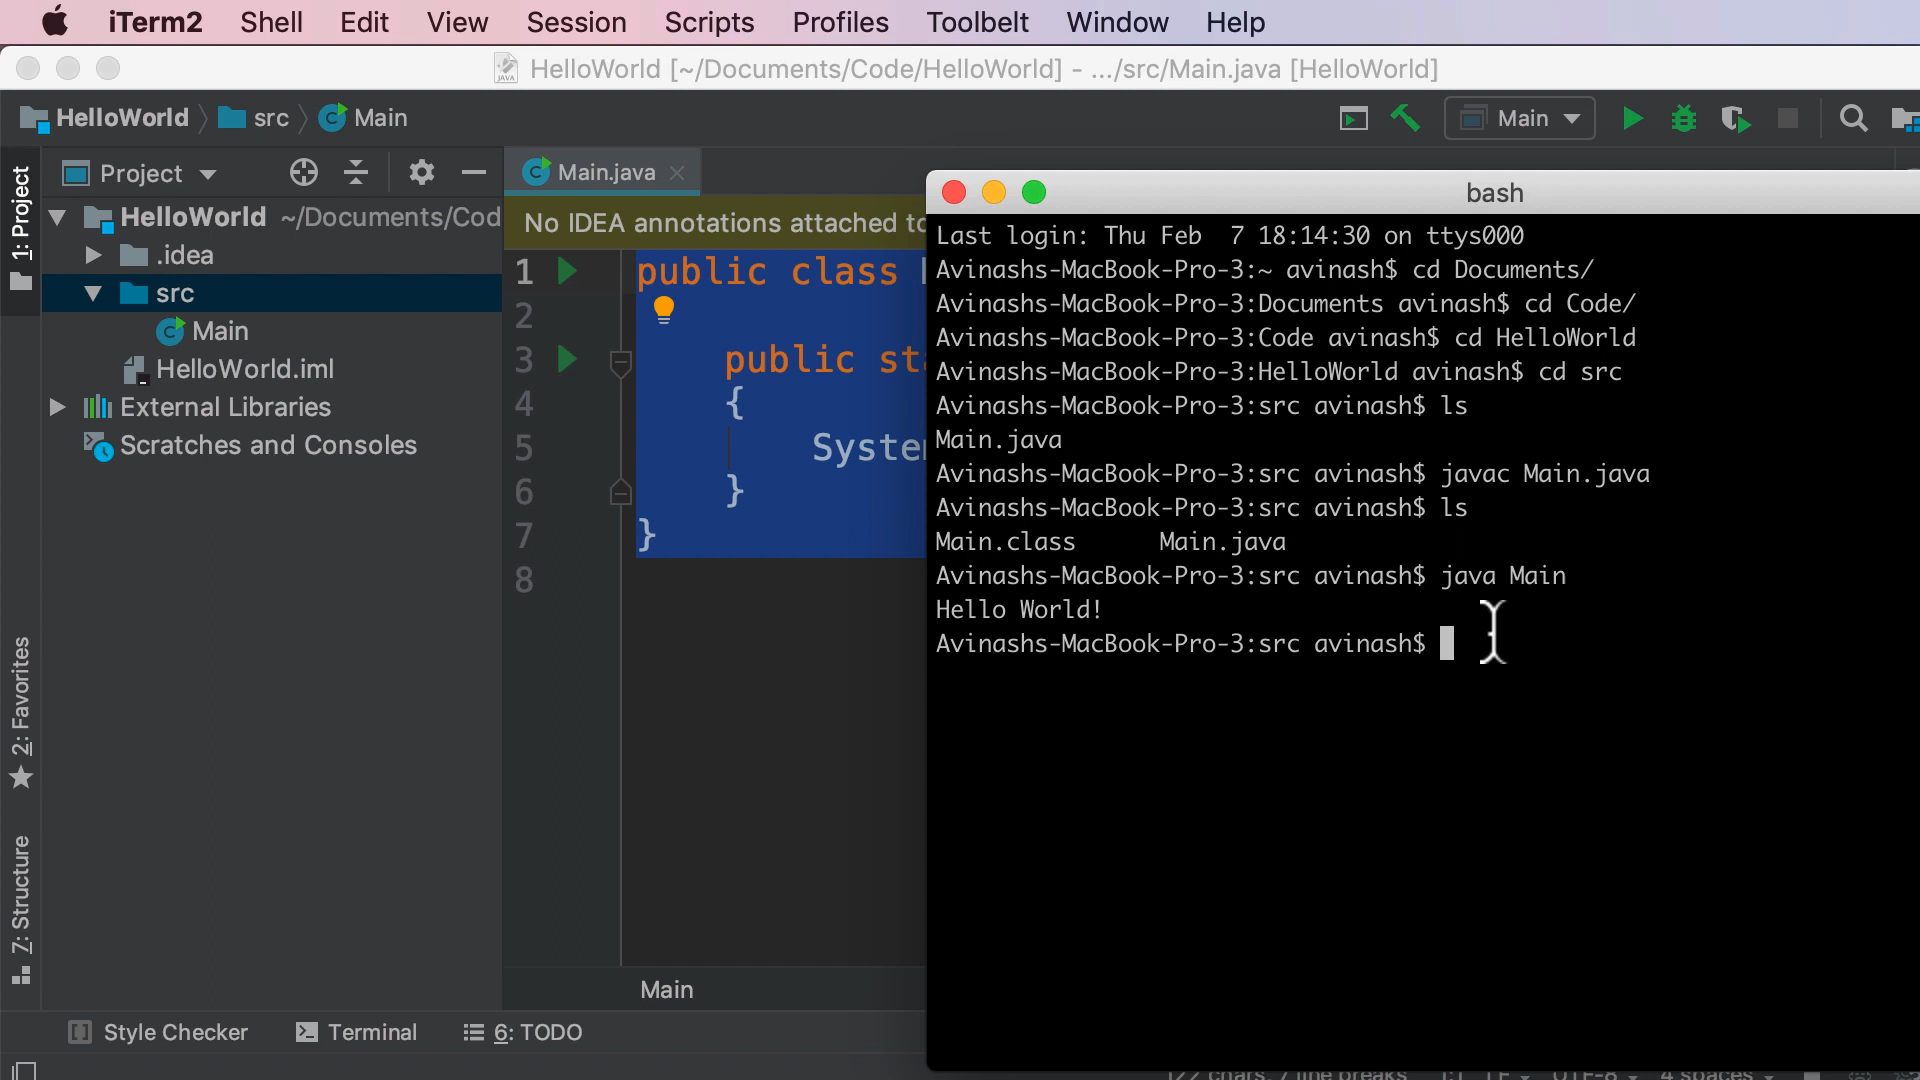 iTerm2 Shell Edit View Session Scripts Profiles Toolbelt Window Help
HelloWorld [~/Documents/Code/HelloWorld] - .../src/Main.java [HelloWorld]
HelloWorld src Main
Main
1: Project
Project
Main.java
HelloWorld ~/Documents/Cod
.idea
src
Main
HelloWorld.iml
External Libraries
Scratches and Consoles
No IDEA annotations attached to
1 public class
2
3 public sta
4 {
5 System
6 }
7 }
8
bash
Last login: Thu Feb 7 18:14:30 on ttys000
Avinashs-MacBook-Pro-3:~ avinash$ cd Documents/
Avinashs-MacBook-Pro-3:Documents avinash$ cd Code/
Avinashs-MacBook-Pro-3:Code avinash$ cd HelloWorld
Avinashs-MacBook-Pro-3:HelloWorld avinash$ cd src
Avinashs-MacBook-Pro-3:src avinash$ ls
Main.java
Avinashs-MacBook-Pro-3:src avinash$ javac Main.java
Avinashs-MacBook-Pro-3:src avinash$ ls
Main.class Main.java
Avinashs-MacBook-Pro-3:src avinash$ java Main
Hello World!
Avinashs-MacBook-Pro-3:src avinash$
2: Favorites
7: Structure
Main
Style Checker Terminal 6: TODO